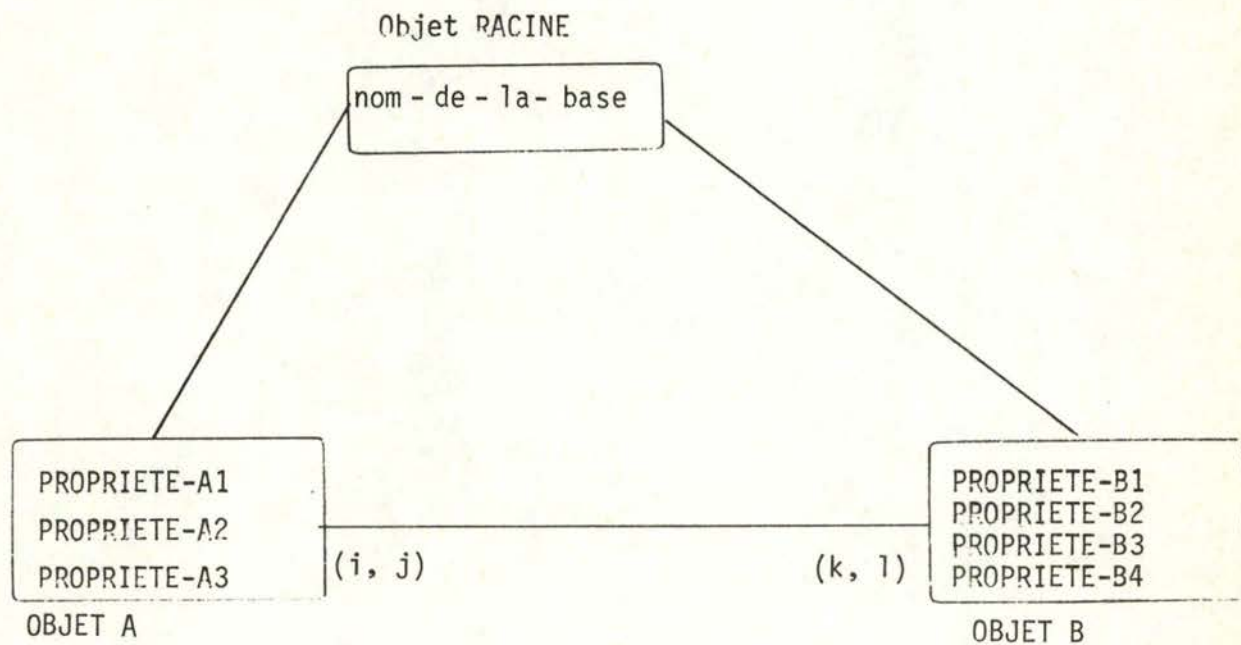 Objet RACINE
nom - de - la - base
PROPRIETE-A1
PROPRIETE-A2
PROPRIETE-A3
(i, j)
OBJET A
(k, l)
PROPRIETE-B1
PROPRIETE-B2
PROPRIETE-B3
PROPRIETE-B4
OBJET B